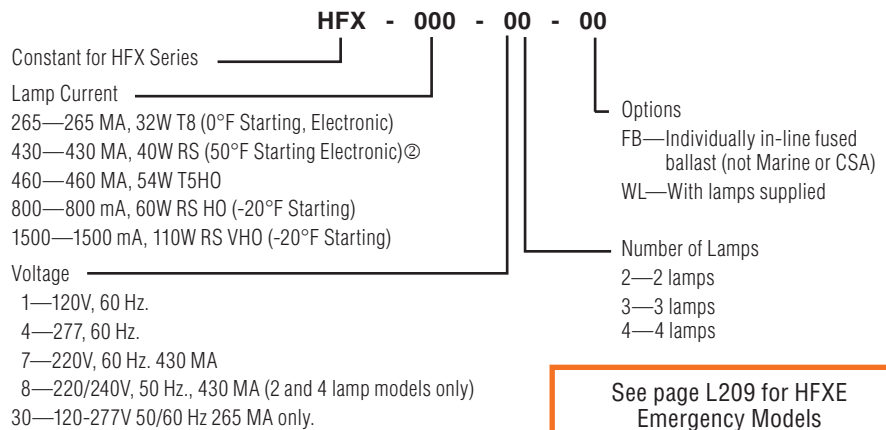 HFX - 000 - 00 - 00
Constant for HFX Series
Lamp Current
265—265 MA, 32W T8 (0°F Starting, Electronic)
430—430 MA, 40W RS (50°F Starting Electronic)②
460—460 MA, 54W T5HO
800—800 mA, 60W RS HO (-20°F Starting)
1500—1500 mA, 110W RS VHO (-20°F Starting)
Voltage
1—120V, 60 Hz.
4—277, 60 Hz.
7—220V, 60 Hz. 430 MA
8—220/240V, 50 Hz., 430 MA (2 and 4 lamp models only)
30—120-277V 50/60 Hz 265 MA only.
Options
FB—Individually in-line fused
ballast (not Marine or CSA)
WL—With lamps supplied
Number of Lamps
2—2 lamps
3—3 lamps
4—4 lamps
See page L209 for HFXE
Emergency Models